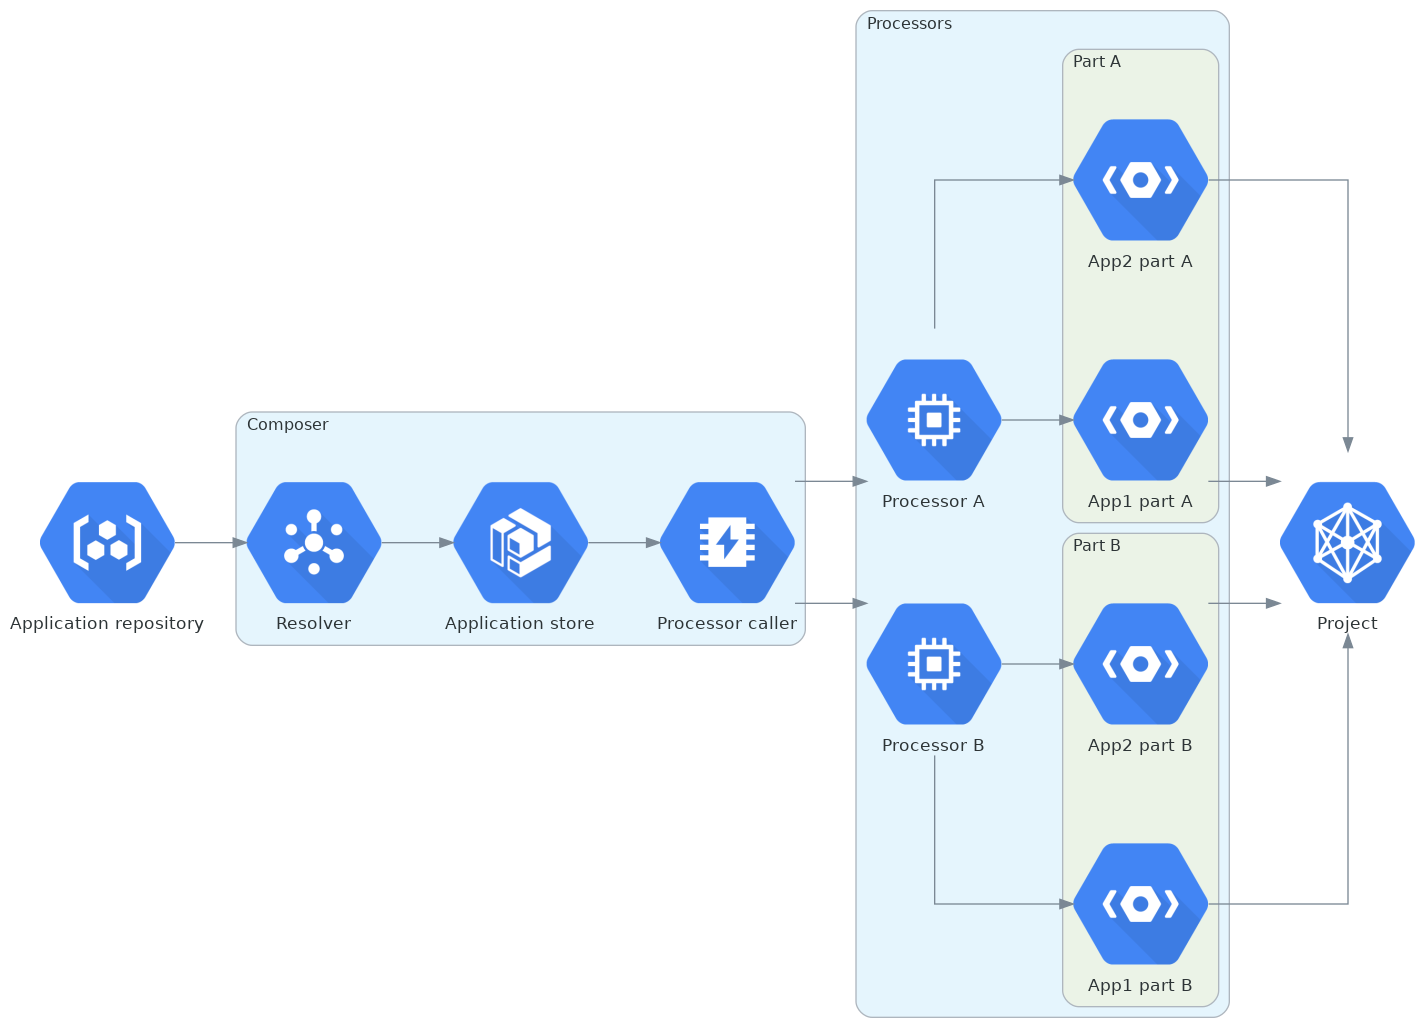 Processors
Part A
App2 part A
Processor A
App1 part A
Composer
Application repository
Resolver
Application store
Processor caller
Part B
Project
Processor B
App2 part B
App1 part B